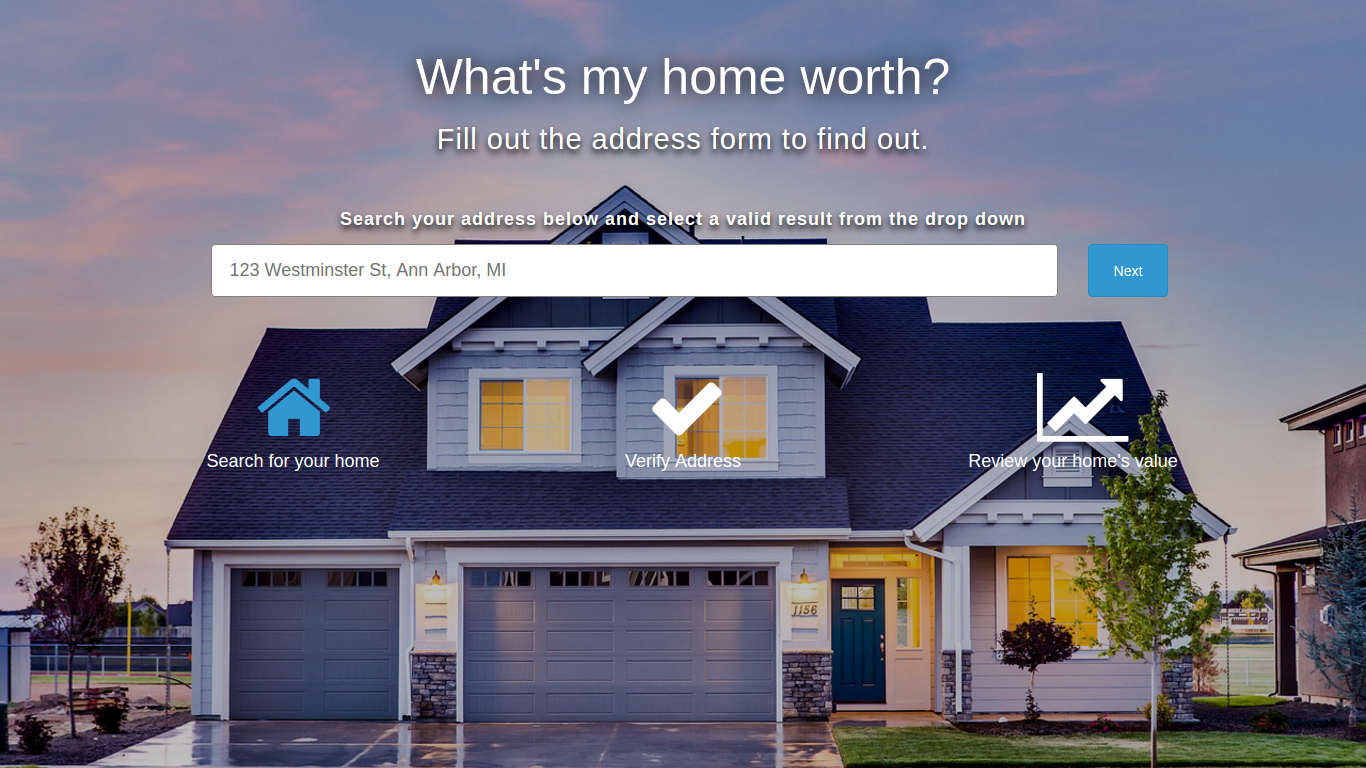 What's my home worth?
Fill out the address form to find out.
Search your address below and select a valid result from the drop down
123 Westminster St, Ann Arbor, MI
Next
Search for your home
Verify Address
Review your home's value
1156